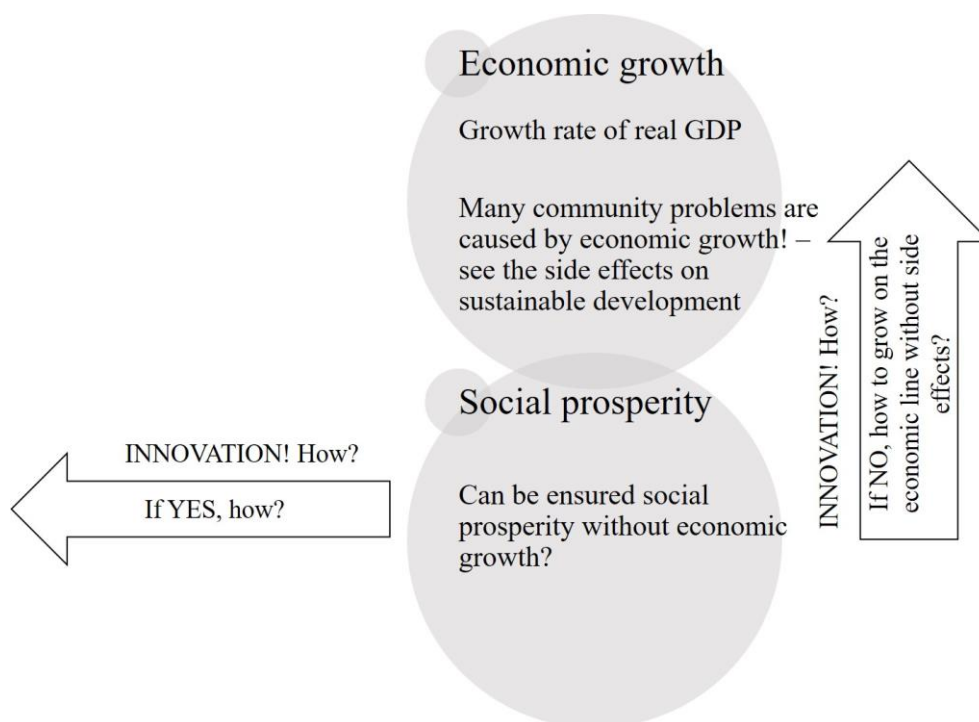 Economic growth
Growth rate of real GDP
Many community problems are
caused by economic growth! –
see the side effects on
sustainable development
Social prosperity
Can be ensured social
prosperity without economic
growth?
INNOVATION! How?
If YES, how?
INNOVATION! How?
If NO, how to grow on the
economic line without side
effects?